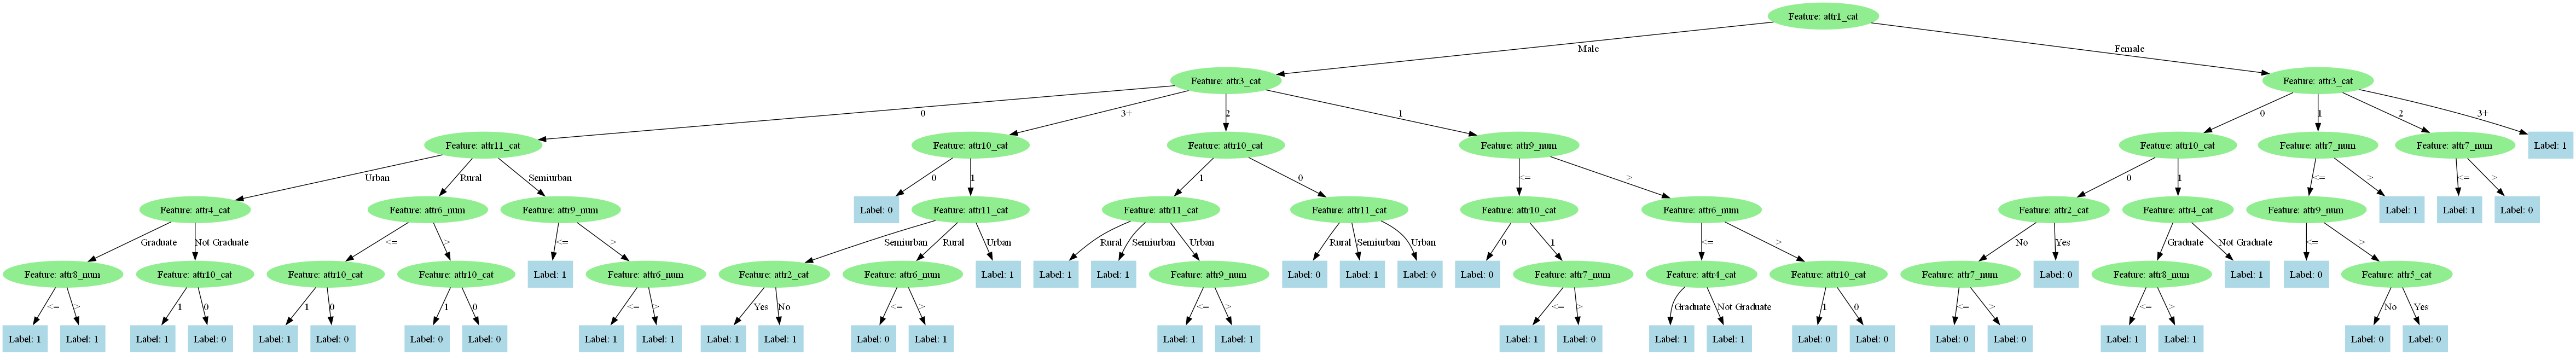 Feature: attr1_cat
Male
Female
Feature: attr3_cat
Feature: attr3_cat
0
3+
2
1
0
1
2
3+
Feature: attr11_cat
Feature: attr10_cat
Feature: attr10_cat
Feature: attr9_num
Feature: attr10_cat
Feature: attr7_num
Feature: attr7_num
Label: 1
Urban
Rural
Semiurban
0
1
1
0
<=
>
0
1
<=
>
<=
>
Feature: attr4_cat
Feature: attr6_num
Feature: attr9_num
Label: 0
Feature: attr11_cat
Feature: attr11_cat
Feature: attr11_cat
Feature: attr10_cat
Feature: attr6_num
Feature: attr2_cat
Feature: attr4_cat
Feature: attr9_num
Label: 1
Label: 1
Label: 0
Graduate
Not Graduate
<=
>
<=
>
Semiurban
Rural
Urban
Rural
Semiurban
Urban
Rural
Semiurban
Urban
0
1
<=
>
No
Yes
Graduate
Not Graduate
<=
>
Feature: attr8_num
Feature: attr10_cat
Feature: attr10_cat
Feature: attr10_cat
Label: 1
Feature: attr6_num
Feature: attr2_cat
Feature: attr6_num
Label: 1
Label: 1
Label: 1
Feature: attr9_num
Label: 0
Label: 1
Label: 0
Label: 0
Feature: attr7_num
Feature: attr4_cat
Feature: attr10_cat
Feature: attr7_num
Label: 0
Feature: attr8_num
Label: 1
Label: 0
Feature: attr5_cat
<=
>
1
0
1
0
1
0
<=
>
Yes
No
<=
>
<=
>
<=
>
Graduate
Not Graduate
1
0
<=
>
<=
>
No
Yes
Label: 1
Label: 1
Label: 1
Label: 0
Label: 1
Label: 0
Label: 0
Label: 0
Label: 1
Label: 1
Label: 1
Label: 1
Label: 0
Label: 1
Label: 1
Label: 1
Label: 1
Label: 0
Label: 1
Label: 1
Label: 0
Label: 0
Label: 0
Label: 0
Label: 1
Label: 1
Label: 0
Label: 0